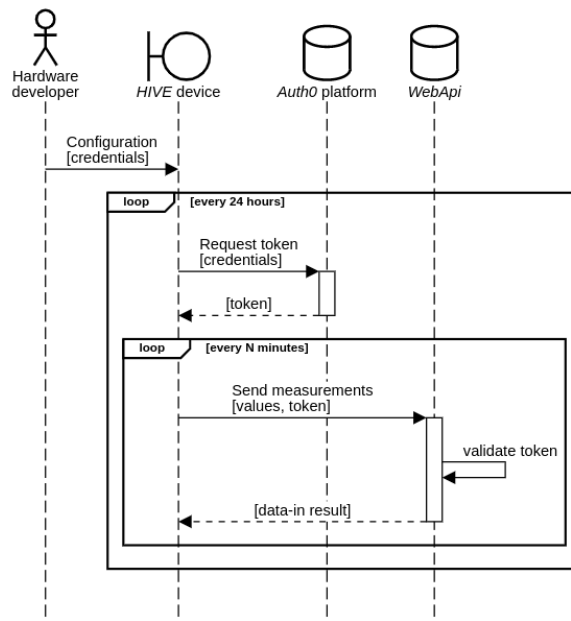 Hardware
developer
HIVE device
Auth0 platform
WebApi
Configuration
[credentials]
loop
[every 24 hours]
Request token
[credentials]
[token]
loop
[every N minutes]
Send measurements
[values, token]
validate token
[data-in result]